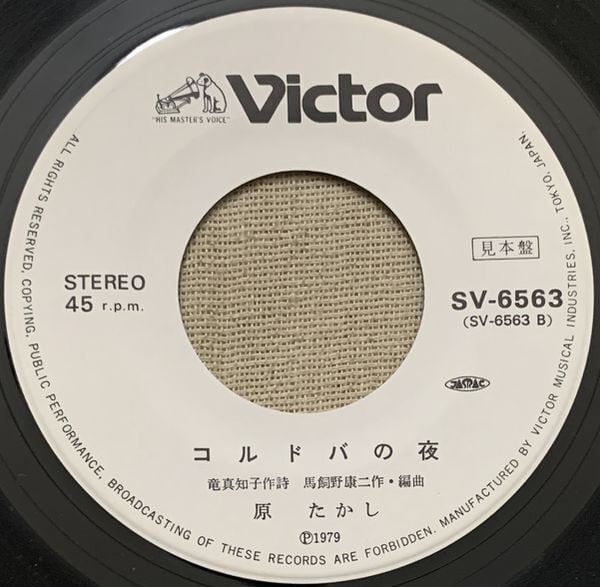 "HIS MASTER'S VOICE"
Victor
見本盤
STEREO
45 r.p.m.
SV-6563
(SV-6563 B)
JASRAC
コルドバの夜
竜真知子作詩 馬飼野康二作・編曲
原 たかし
Ⓟ1979
ALL RIGHTS RESERVED, COPYING, PUBLIC PERFORMANCE, BROADCASTING OF THESE RECORDS ARE FORBIDDEN. MANUFACTURED BY VICTOR MUSICAL INDUSTRIES, INC., TOKYO, JAPAN.